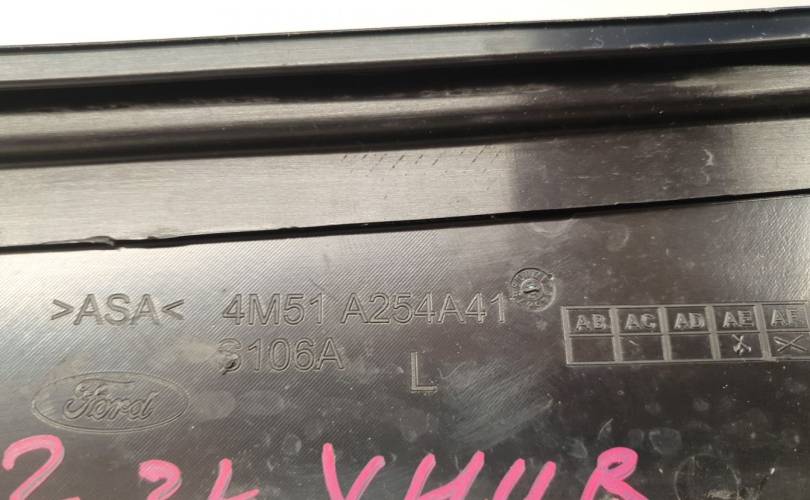 >ASA< 4M51 A254A41
S106A L
AB AC AD AE AF
Ford